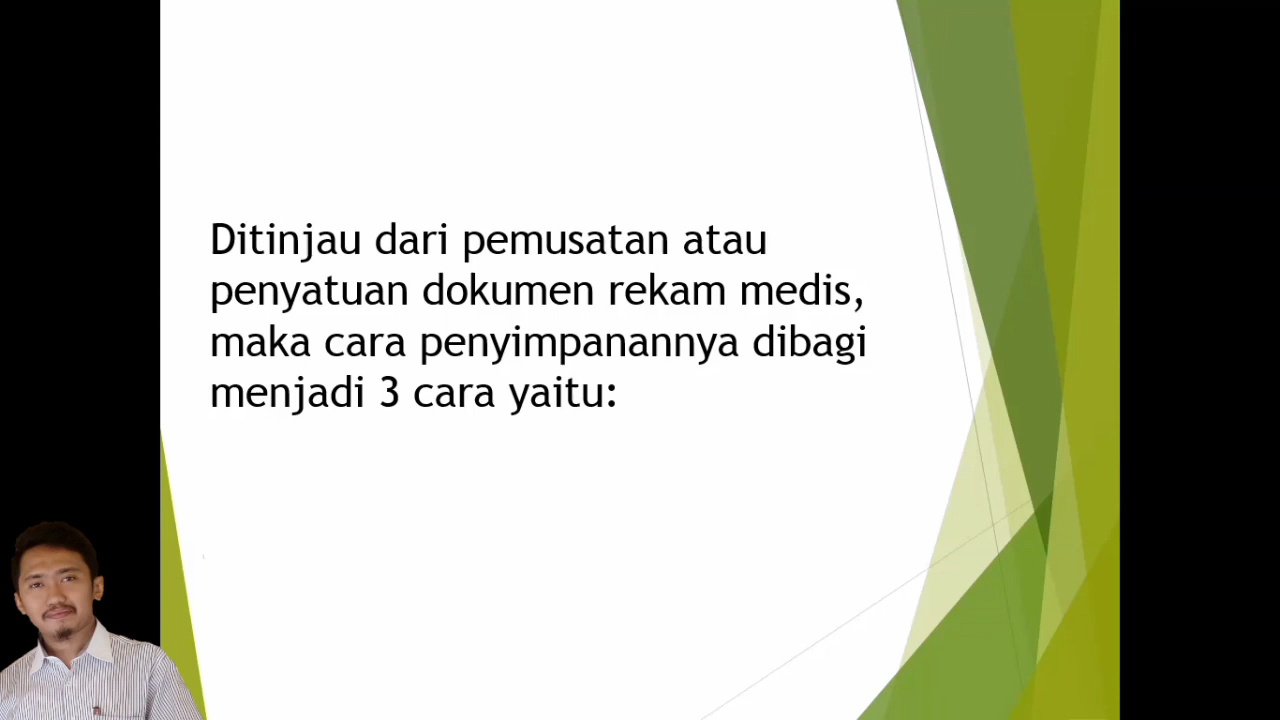 Ditinjau dari pemusatan atau
penyatuan dokumen rekam medis,
maka cara penyimpanannya dibagi
menjadi 3 cara yaitu: